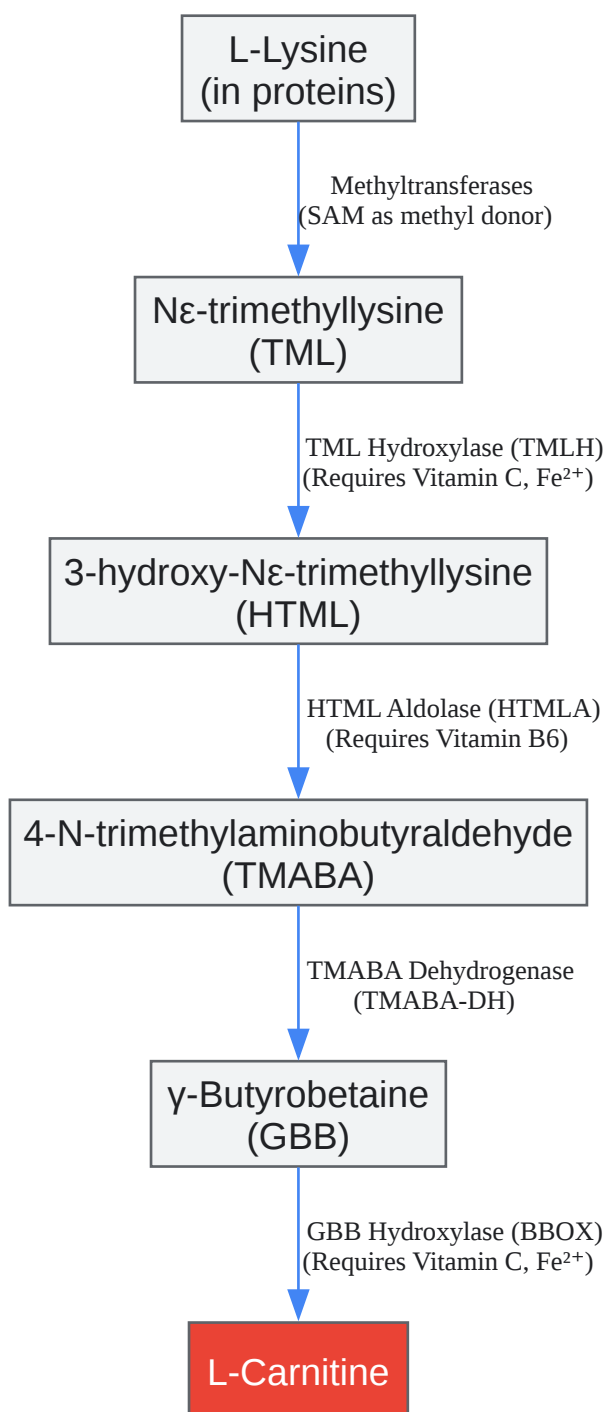 L-Lysine
(in proteins)
Methyltransferases
(SAM as methyl donor)
Nε-trimethyllysine
(TML)
TML Hydroxylase (TMLH)
(Requires Vitamin C, Fe²⁺)
3-hydroxy-Nε-trimethyllysine
(HTML)
HTML Aldolase (HTMLA)
(Requires Vitamin B6)
4-N-trimethylaminobutyraldehyde
(TMABA)
TMABA Dehydrogenase
(TMABA-DH)
γ-Butyrobetaine
(GBB)
GBB Hydroxylase (BBOX)
(Requires Vitamin C, Fe²⁺)
L-Carnitine